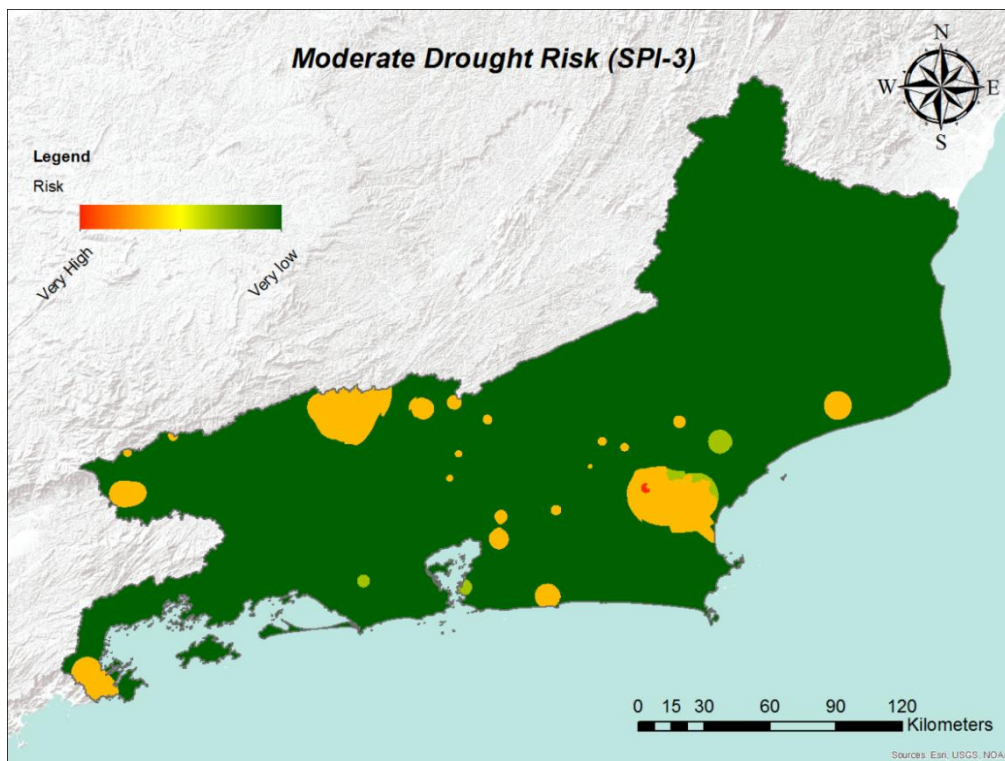 Moderate Drought Risk (SPI-3)
N
W E
S
Legend
Risk
Very High Very low
0 15 30 60 90 120
Kilometers
Sources: Esri, USGS, NOAA